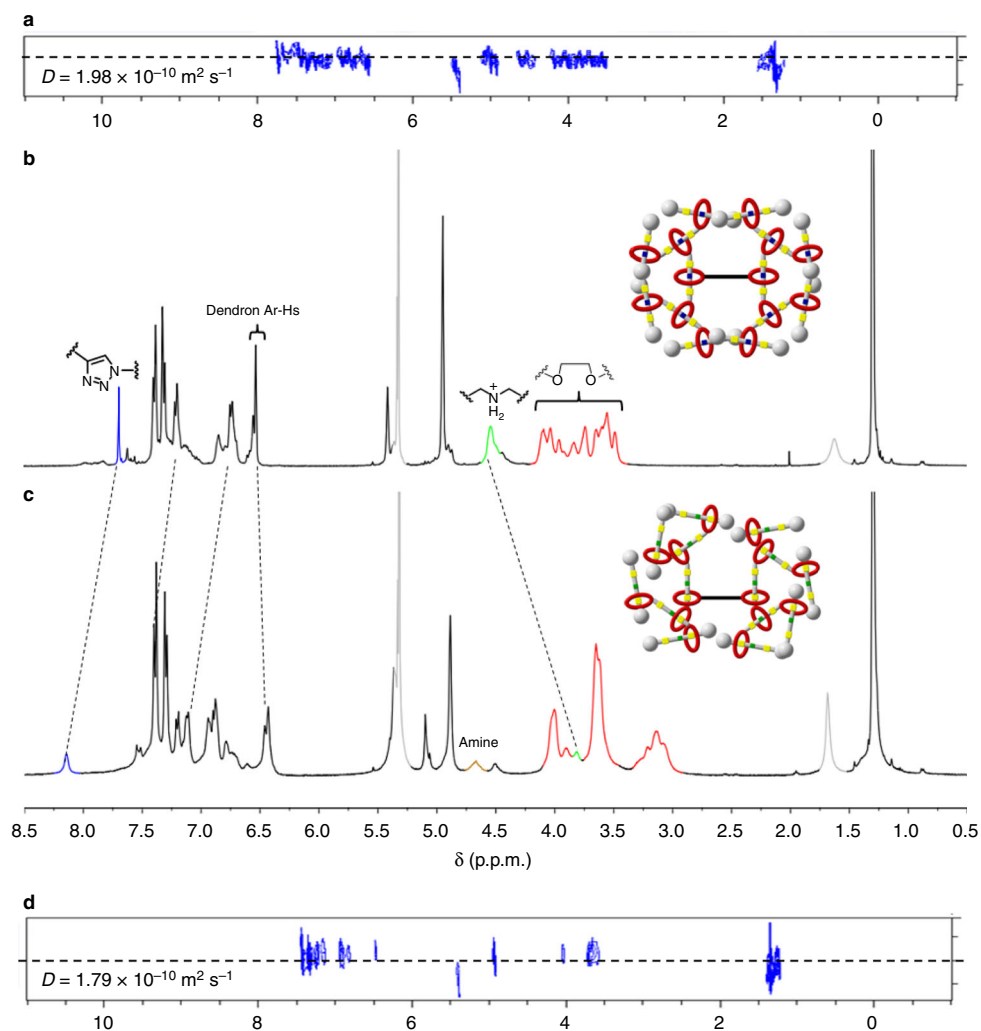 a
D = 1.98 × 10⁻¹⁰ m² s⁻¹
10 8 6 4 2 0
b
Dendron Ar-Hs
N N N
+ N H₂
O O
c
Amine
8.5 8.0 7.5 7.0 6.5 6.0 5.5 5.0 4.5 4.0 3.5 3.0 2.5 2.0 1.5 1.0 0.5
δ (p.p.m.)
d
D = 1.79 × 10⁻¹⁰ m² s⁻¹
10 8 6 4 2 0